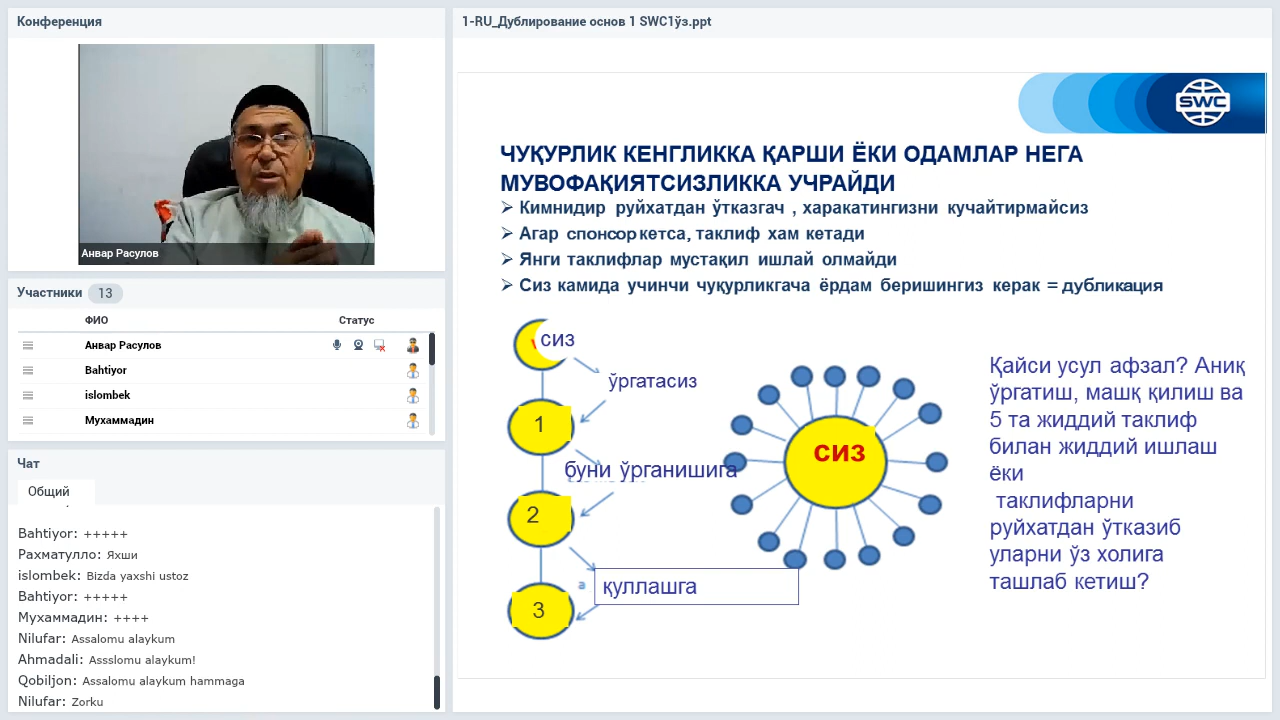 Конференция
Анвар Расулов
Участники 13
ФИО Статус
Анвар Расулов
Bahtiyor
islombek
Мухаммадин
Чат
Общий
Bahtiyor: +++++
Рахматулло: Яхши
islombek: Bizda yaxshi ustoz
Bahtiyor: +++++
Мухаммадин: ++++
Nilufar: Assalomu alaykum
Ahmadali: Assslomu alaykum!
Qobiljon: Assalomu alaykum hammaga
Nilufar: Zorku
1-RU_Дублирование основ 1 SWC1ўз.ppt
SWC
ЧУҚУРЛИК КЕНГЛИККА ҚАРШИ ЁКИ ОДАМЛАР НЕГА
МУВОФАҚИЯТСИЗЛИККА УЧРАЙДИ
Кимнидир руйхатдан ўтказгач , харакатингизни кучайтирмайсиз
Агар спонсор кетса, таклиф хам кетади
Янги таклифлар мустақил ишлай олмайди
Сиз камида учинчи чуқурликгача ёрдам беришингиз керак = дубликация
сиз
ўргатасиз
1
буни ўрганишига
2
қуллашга
3
сиз
Қайси усул афзал? Аниқ
ўргатиш, машқ қилиш ва
5 та жиддий таклиф
билан жиддий ишлаш
ёки
таклифларни
руйхатдан ўтказиб
уларни ўз холига
ташлаб кетиш?